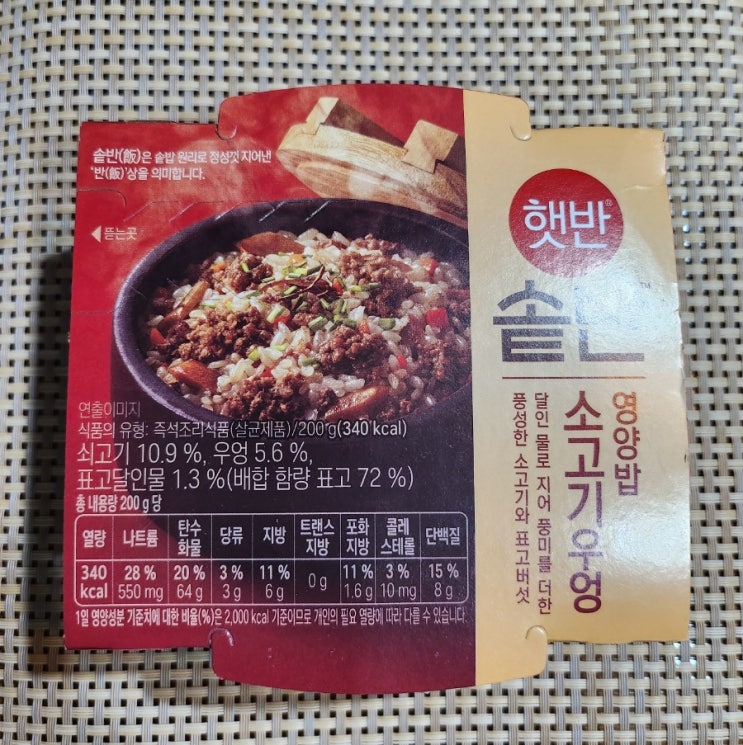 솥반(飯)은 솥밥 원리로 정성껏 지어낸
'반(飯)'상을 의미합니다.
◀뜯는곳
연출이미지
식품의 유형: 즉석조리식품(살균제품)/200 g(340 kcal)
쇠고기 10.9 %, 우엉 5.6 %,
표고달인물 1.3 %(배합 함량 표고 72 %)
총 내용량 200 g당
열량 나트륨 탄수화물 당류 지방 트랜스지방 포화지방 콜레스테롤 단백질
340 kcal 28 % 550 mg 20 % 64 g 3 % 3 g 11 % 6 g 0 g 11 % 1.6 g 3 % 10 mg 15 % 8 g
1일 영양성분 기준치에 대한 비율(%)은 2,000 kcal 기준이므로 개인의 필요 열량에 따라 다를 수 있습니다.
햇반®
솥반™
소고기우엉
영양밥
달인 물로 지어 풍미를 더한
풍성한 소고기와 표고버섯